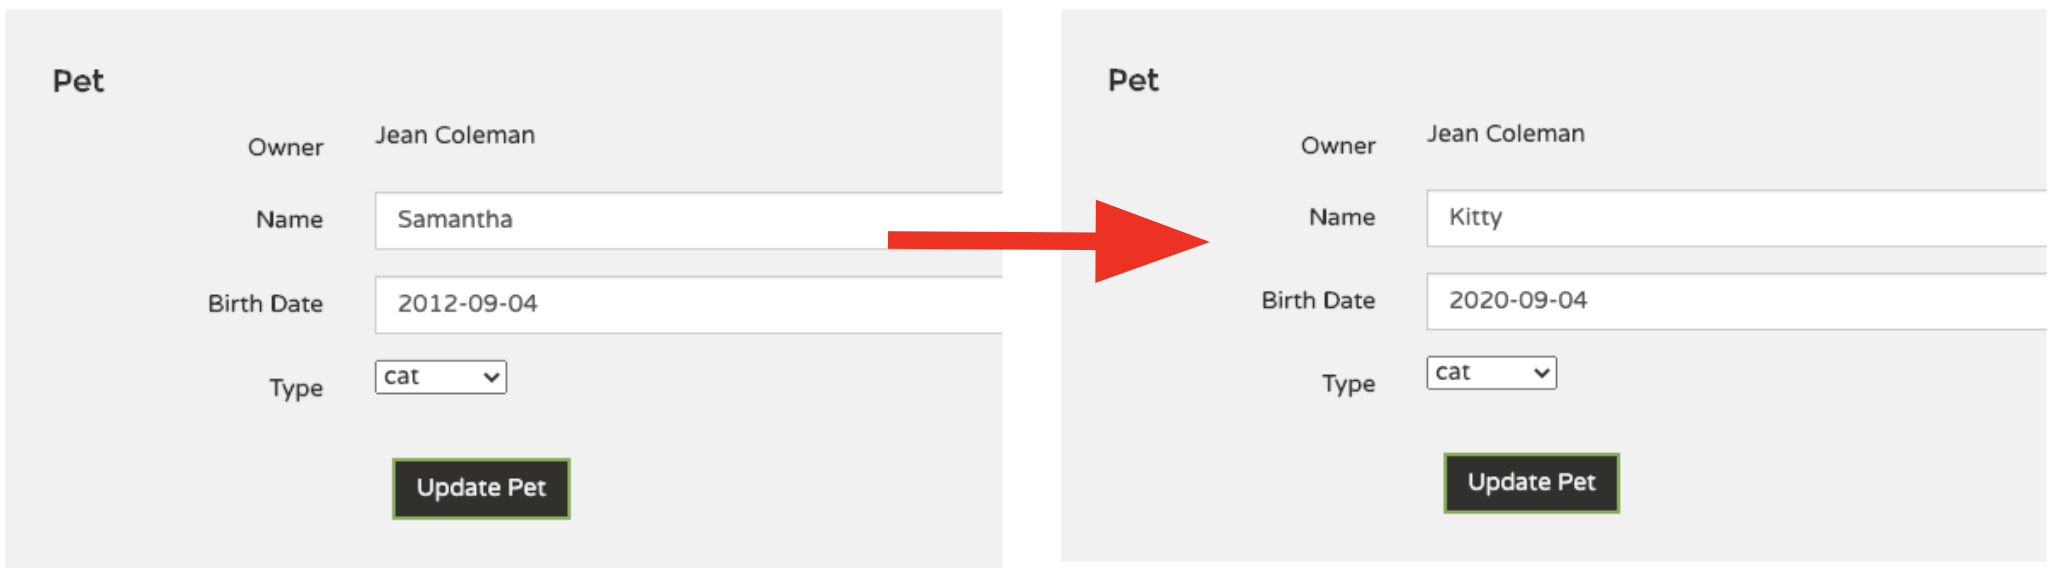 Pet
Owner Jean Coleman
Name Samantha
Birth Date 2012-09-04
Type cat
Update Pet
Pet
Owner Jean Coleman
Name Kitty
Birth Date 2020-09-04
Type cat
Update Pet